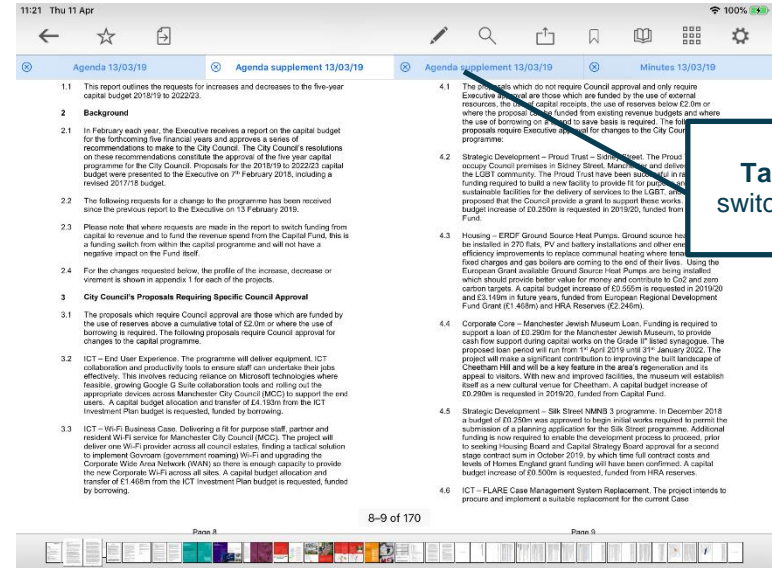 11:21 Thu 11 Apr
100%
Agenda 13/03/19
Agenda supplement 13/03/19
Agenda supplement 13/03/19
Minutes 13/03/19
1.1 This report outlines the requests for increases and decreases to the five-year
capital budget 2018/19 to 2022/23.
2 Background
2.1 In February each year, the Executive receives a report on the capital budget
for the forthcoming five financial years and approves a series of
recommendations to make to the City Council. The City Council's resolutions
on these recommendations constitute the approval of the five year capital
programme for the City Council. Proposals for the 2018/19 to 2022/23 capital
budget were presented to the Executive on 7th February 2018, including a
revised 2017/18 budget.
2.2 The following requests for a change to the programme has been received
since the previous report to the Executive on 13 February 2019.
2.3 Please note that where requests are made in the report to switch funding from
capital to revenue and to fund the revenue spend from the Capital Fund, this is
a funding switch from within the capital programme and will not have a
negative impact on the Fund itself.
2.4 For the changes requested below, the profile of the increase, decrease or
virement is shown in appendix 1 for each of the projects.
3 City Council's Proposals Requiring Specific Council Approval
3.1 The proposals which require Council approval are those which are funded by
the use of reserves above a cumulative total of £2.0m or where the use of
borrowing is required. The following proposals require Council approval for
changes to the capital programme.
3.2 ICT – End User Experience. The programme will deliver equipment, ICT
collaboration and productivity tools to ensure staff can undertake their jobs
effectively. This involves reducing reliance on Microsoft technologies where
feasible, growing Google G Suite collaboration tools and rolling out the
appropriate devices across Manchester City Council (MCC) to support the end
users. A capital budget allocation and transfer of £4.193m from the ICT
Investment Plan budget is requested, funded by borrowing.
3.3 ICT – Wi-Fi Business Case. Delivering a fit for purpose staff, partner and
resident Wi-Fi service for Manchester City Council (MCC). The project will
deliver one Wi-Fi provider across all council estates, finding a tactical solution
to implement Govroam (government roaming) Wi-Fi and upgrading the
Corporate Wide Area Network (WAN) so there is enough capacity to provide
the new Corporate Wi-Fi across all sites. A capital budget allocation and
transfer of £1.468m from the ICT Investment Plan budget is requested, funded
by borrowing.
Page 8
4.1 The proposals which do not require Council approval and only require
Executive approval are those which are funded by the use of external
resources, the use of capital receipts, the use of reserves below £2.0m or
where the proposal can be funded from existing revenue budgets and where
the use of borrowing on a spend to save basis is required. The foll
proposals require Executive approval for changes to the City Coun
programme:
4.2 Strategic Development – Proud Trust – Sidney Street. The Proud
occupy Council premises in Sidney Street, Manchester and deliver
the LGBT community. The Proud Trust have been successful in ra
funding required to build a new facility to provide fit for purpose an
sustainable facilities for the delivery of services to the LGBT, and
proposed that the Council provide a grant to support these works.
budget increase of £0.250m is requested in 2019/20, funded from
Fund.
4.3 Housing – ERDF Ground Source Heat Pumps. Ground source hea
be installed in 270 flats, PV and battery installations and other ene
efficiency improvements to replace communal heating where tena
fixed charges and gas boilers are coming to the end of their lives. Using the
European Grant available Ground Source Heat Pumps are being installed
which should provide better value for money and contribute to Co2 and zero
carbon targets. A capital budget increase of £0.555m is requested in 2019/20
and £3.149m in future years, funded from European Regional Development
Fund Grant (£1.468m) and HRA Reserves (£2.246m).
4.4 Corporate Core – Manchester Jewish Museum Loan. Funding is required to
support a loan of £0.290m for the Manchester Jewish Museum, to provide
cash flow support during capital works on the Grade II* listed synagogue. The
proposed loan period will run from 1st April 2019 until 31st January 2022. The
project will make a significant contribution to improving the built landscape of
Cheetham Hill and will be a key feature in the area's regeneration and its
appeal to visitors. With new and improved facilities, the museum will establish
itself as a new cultural venue for Cheetham. A capital budget increase of
£0.290m is requested in 2019/20, funded from Capital Fund.
4.5 Strategic Development – Silk Street NMNB 3 programme. In December 2018
a budget of £0.250m was approved to begin initial works required to permit the
submission of a planning application for the Silk Street programme. Additional
funding is now required to enable the development process to proceed, prior
to seeking Housing Board and Capital Strategy Board approval for a second
stage contract sum in October 2019, by which time full contract costs and
levels of Homes England grant funding will have been confirmed. A capital
budget increase of £0.500m is requested, funded from HRA reserves.
4.6 ICT – FLARE Case Management System Replacement. The project intends to
procure and implement a suitable replacement for the current Case
Page 9
Ta
switc
8–9 of 170